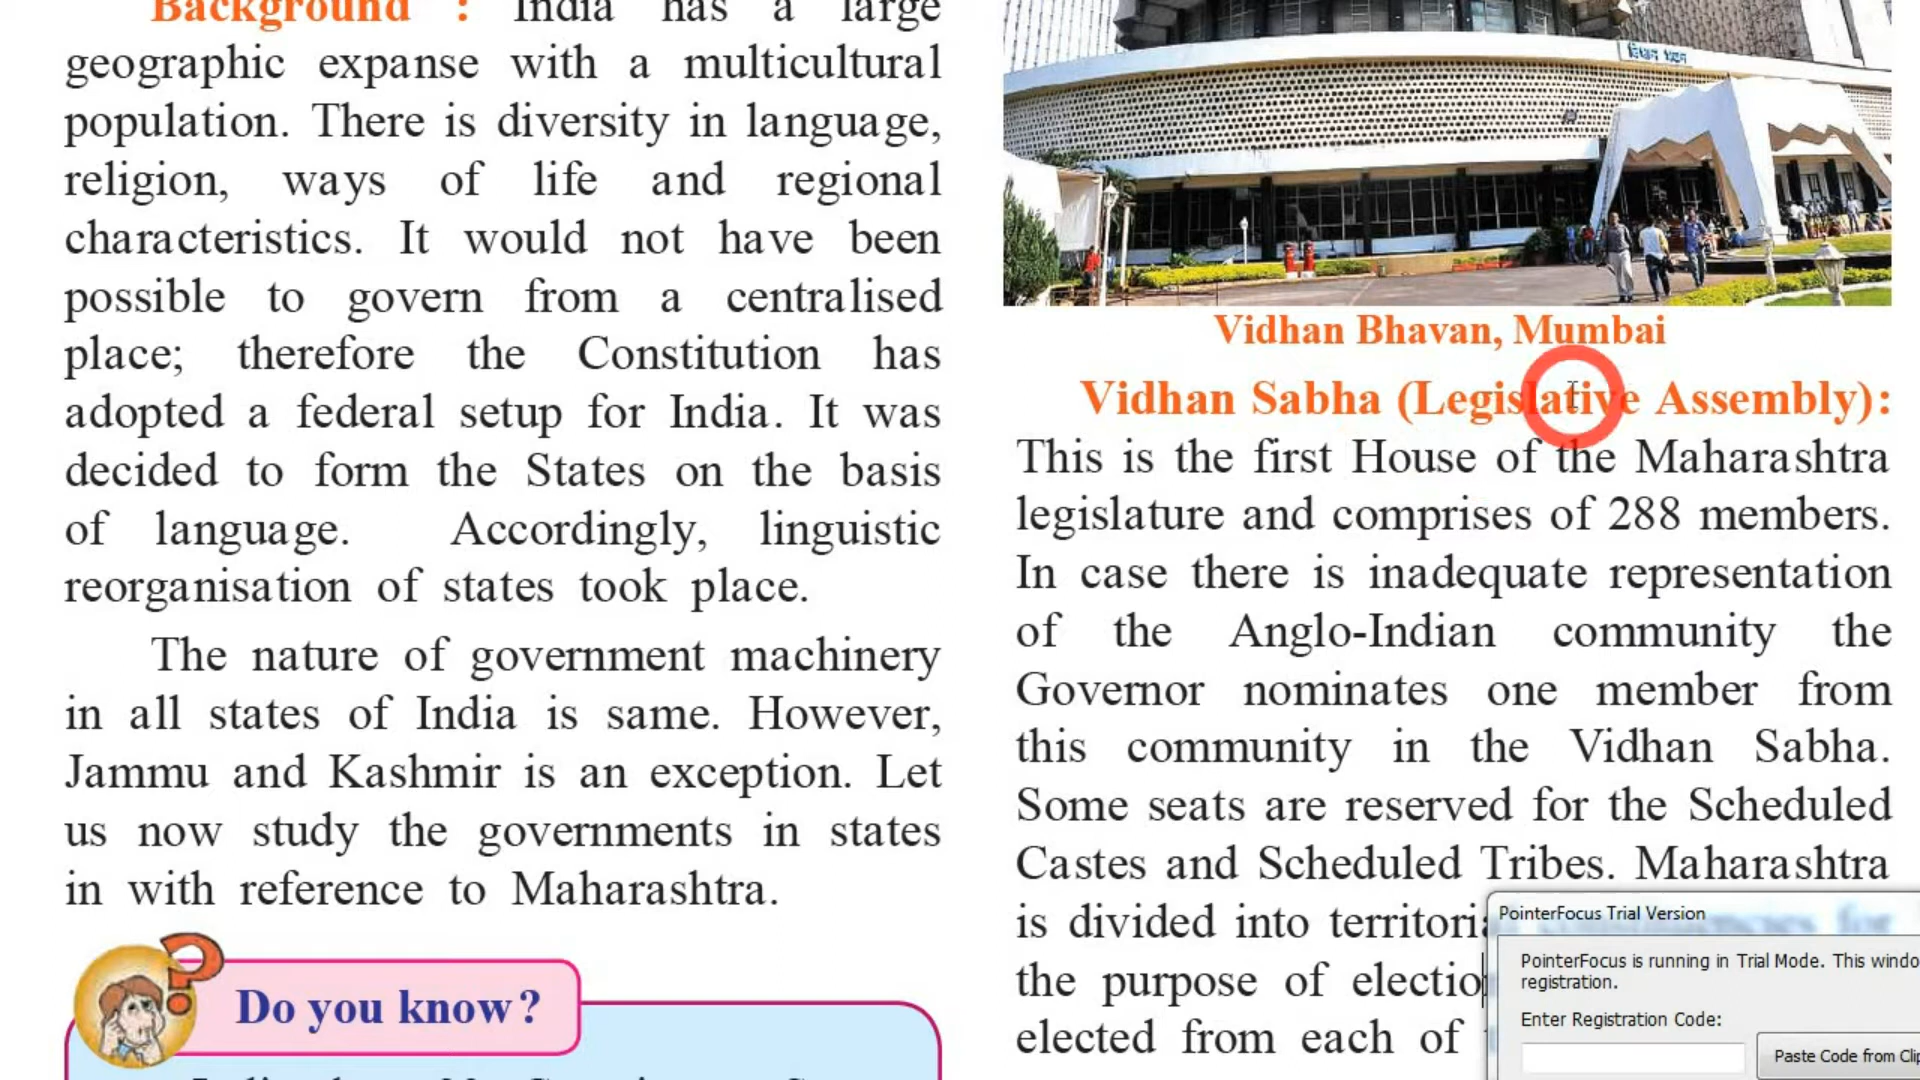 Background : India has a large
geographic expanse with a multicultural
population. There is diversity in language,
religion, ways of life and regional
characteristics. It would not have been
possible to govern from a centralised
place; therefore the Constitution has
adopted a federal setup for India. It was
decided to form the States on the basis
of language. Accordingly, linguistic
reorganisation of states took place.
The nature of government machinery
in all states of India is same. However,
Jammu and Kashmir is an exception. Let
us now study the governments in states
in with reference to Maharashtra.
Do you know?
विधान भवन
Vidhan Bhavan, Mumbai
Vidhan Sabha (Legislative Assembly):
This is the first House of the Maharashtra
legislature and comprises of 288 members.
In case there is inadequate representation
of the Anglo-Indian community the
Governor nominates one member from
this community in the Vidhan Sabha.
Some seats are reserved for the Scheduled
Castes and Scheduled Tribes. Maharashtra
is divided into
the purpose of
elected from each of
PointerFocus Trial Version
PointerFocus is running in Trial Mode. This
registration.
Enter Registration Code:
Paste Code from